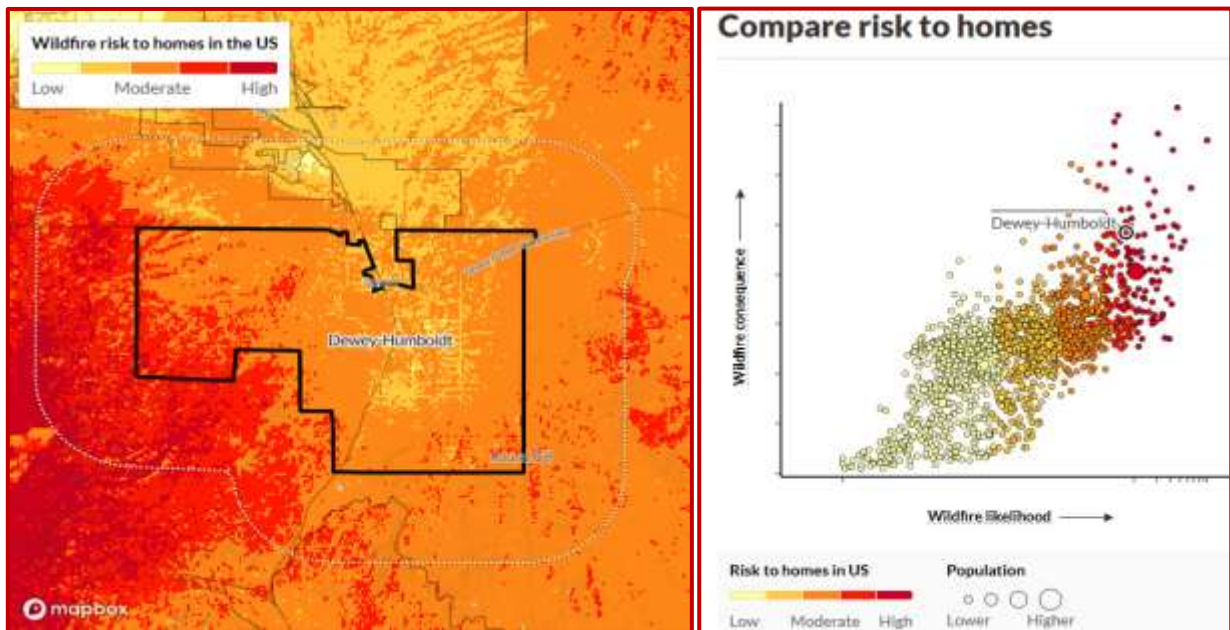 Wildfire risk to homes in the US
Low Moderate High
Dewey-Humboldt
mapbox
Compare risk to homes
Dewey-Humboldt
Wildfire consequence
Wildfire likelihood
Risk to homes in US
Low Moderate High
Population
Lower Higher